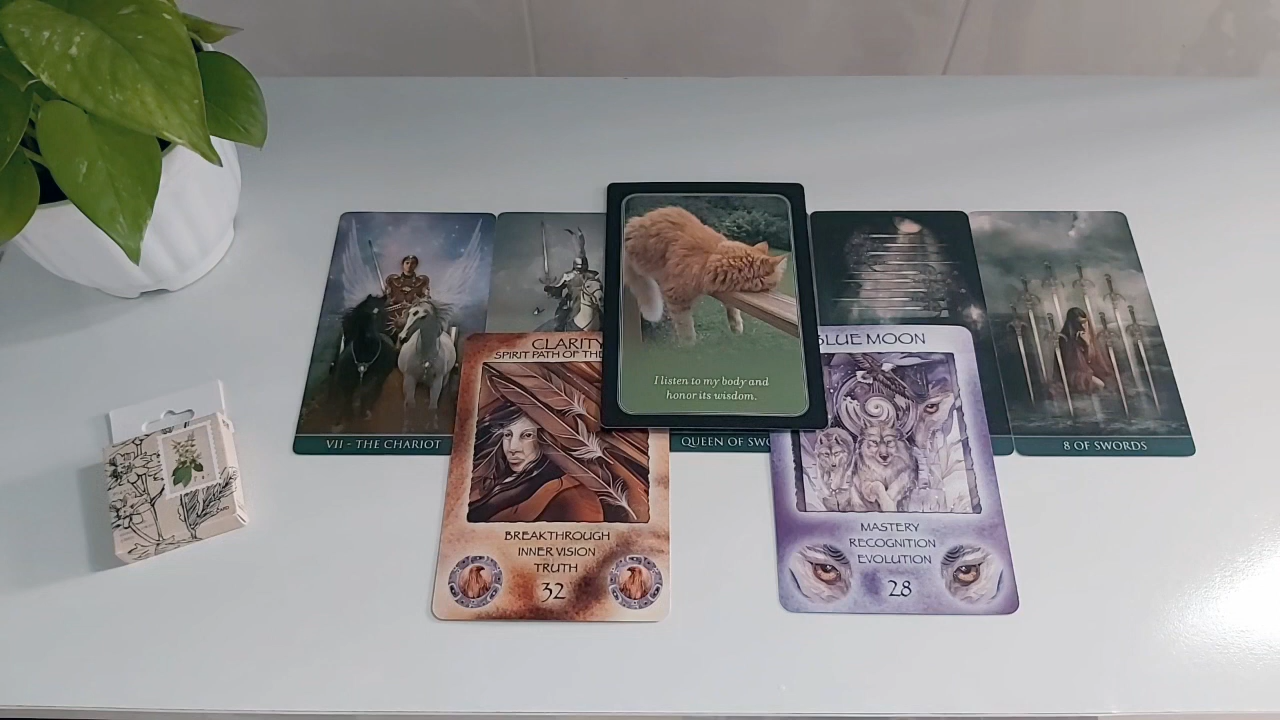 I listen to my body and
honor its wisdom.
VII - THE CHARIOT
QUEEN OF
8 OF SWORDS
CLARITY
SPIRIT PATH OF THE
BREAKTHROUGH
INNER VISION
TRUTH
32
BLUE MOON
MASTERY
RECOGNITION
EVOLUTION
28